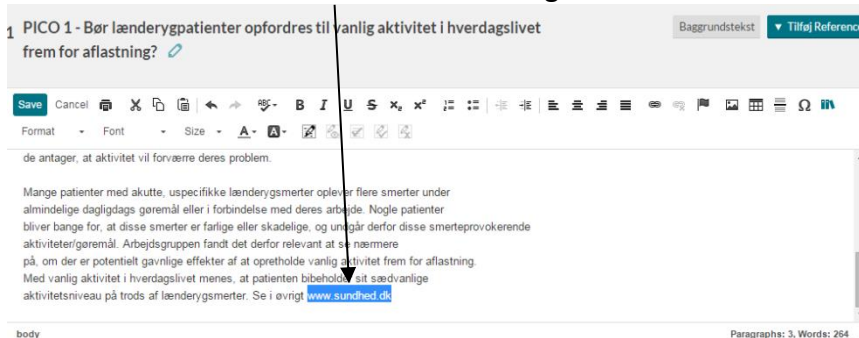 1 PICO 1 - Bør lænderygpatienter opfordres til vanlig aktivitet i hverdagslivet
frem for aflastning?
Baggrundstekst ▼ Tilføj Reference
Save Cancel ABC B I U S x₂ x² Ω
Format Font Size A A
de antager, at aktivitet vil forværre deres problem.
Mange patienter med akutte, uspecifikke lænderygsmerter oplever flere smerter under
almindelige dagligdags gøremål eller i forbindelse med deres arbejde. Nogle patienter
bliver bange for, at disse smerter er farlige eller skadelige, og undgår derfor disse smerteprovokerende
aktiviteter/gøremål. Arbejdsgruppen fandt det derfor relevant at se nærmere
på, om der er potentielt gavnlige effekter af at opretholde vanlig aktivitet frem for aflastning.
Med vanlig aktivitet i hverdagslivet menes, at patienten bibeholder sit sædvanlige
aktivitetsniveau på trods af lænderygsmerter. Se i øvrigt www.sundhed.dk
body Paragraphs: 3, Words: 264